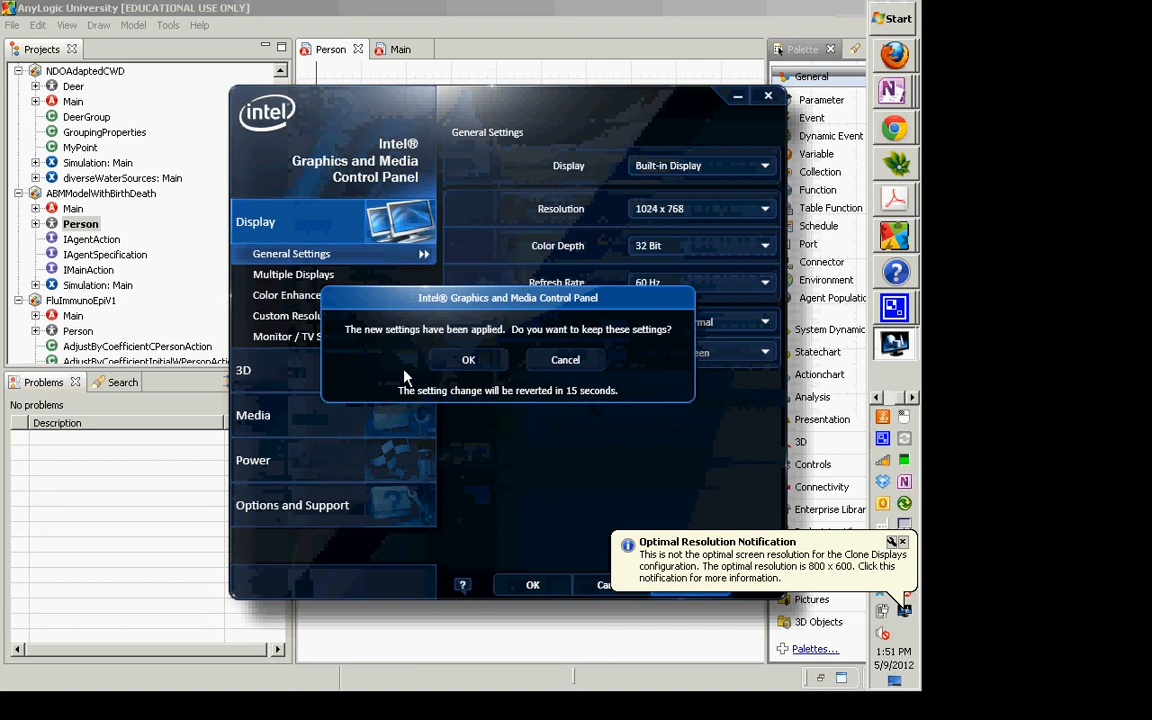 AnyLogic University [EDUCATIONAL USE ONLY]
File Edit View Draw Model Tools Help
Projects
NDOAdaptedCWD
Deer
Main
DeerGroup
GroupingProperties
MyPoint
Simulation: Main
diverseWaterSources: Main
ABMModelWithBirthDeath
Main
Person
IAgentAction
IAgentSpecification
IMainAction
Simulation: Main
FluImmunoEpiV1
Main
Person
AdjustByCoefficientCPersonAction
AdjustByCoefficientInitialWPersonActi
Problems Search
No problems
Description
Person Main
intel
Intel®
Graphics and Media
Control Panel
Display
General Settings
Multiple Displays
Color Enhance
Custom Resolu
Monitor / TV S
3D
Media
Power
Options and Support
General Settings
Display Built-in Display
Resolution 1024 x 768
Color Depth 32 Bit
Refresh Rate 60 Hz
rmal
een
Intel® Graphics and Media Control Panel
The new settings have been applied. Do you want to keep these settings?
OK Cancel
The setting change will be reverted in 15 seconds.
? OK Ca
Optimal Resolution Notification
This is not the optimal screen resolution for the Clone Displays
configuration. The optimal resolution is 800 x 600. Click this
notification for more information.
Palette
General
Parameter
Event
Dynamic Event
Variable
Collection
Function
Table Function
Schedule
Port
Connector
Environment
Agent Populati
System Dynamic
Statechart
Actionchart
Analysis
Presentation
3D
Controls
Connectivity
Enterprise Librar
Pictures
3D Objects
Palettes...
Start
1:51 PM
5/9/2012